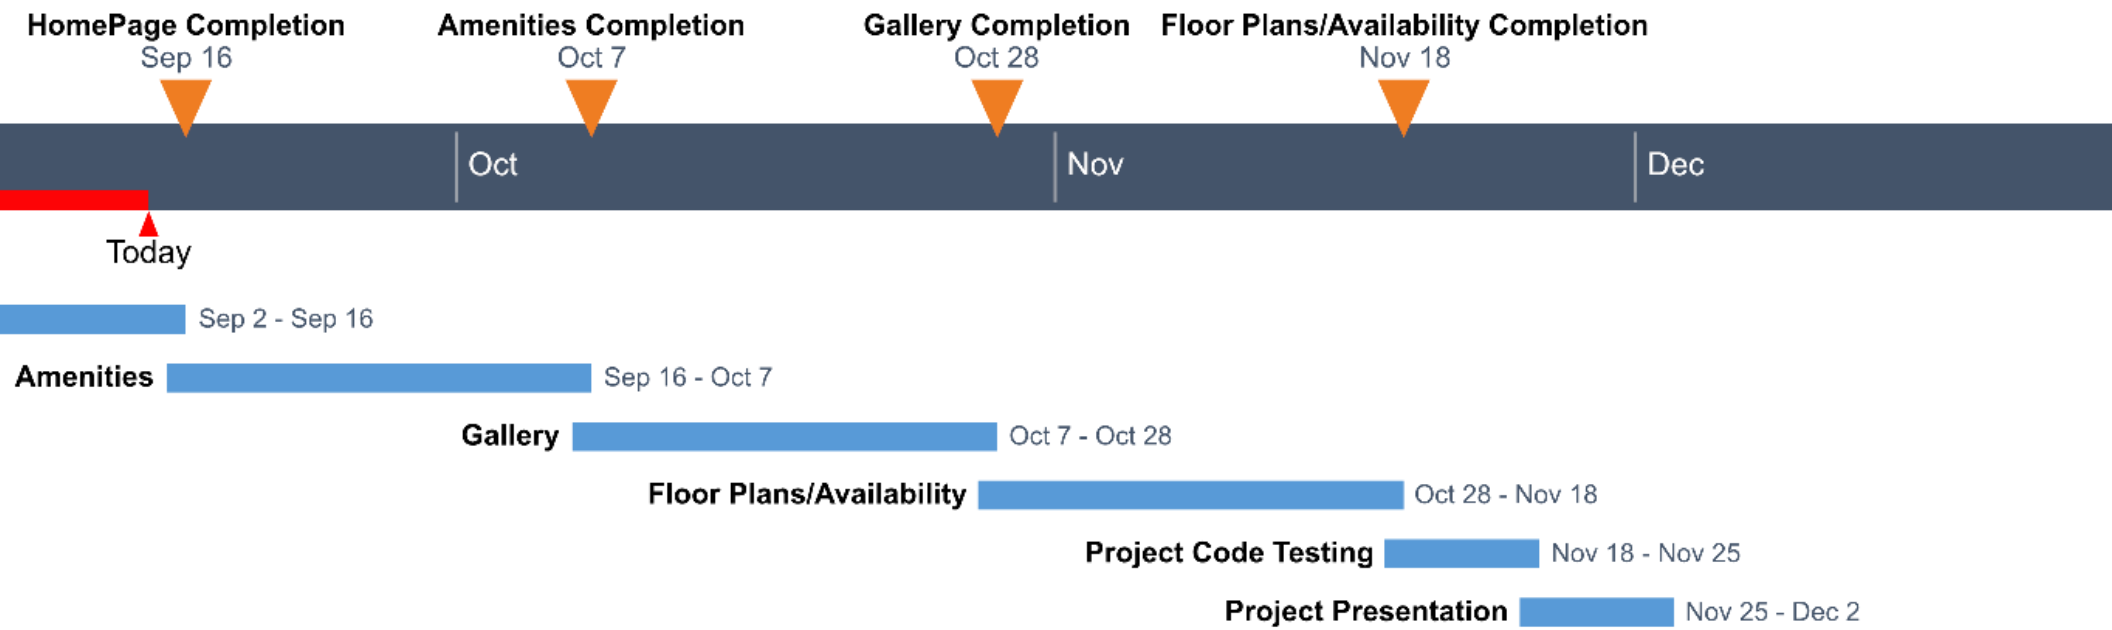 HomePage Completion
Sep 16
Amenities Completion
Oct 7
Gallery Completion
Oct 28
Floor Plans/Availability Completion
Nov 18
Oct
Nov
Dec
Today
Sep 2 - Sep 16
Amenities
Sep 16 - Oct 7
Gallery
Oct 7 - Oct 28
Floor Plans/Availability
Oct 28 - Nov 18
Project Code Testing
Nov 18 - Nov 25
Project Presentation
Nov 25 - Dec 2